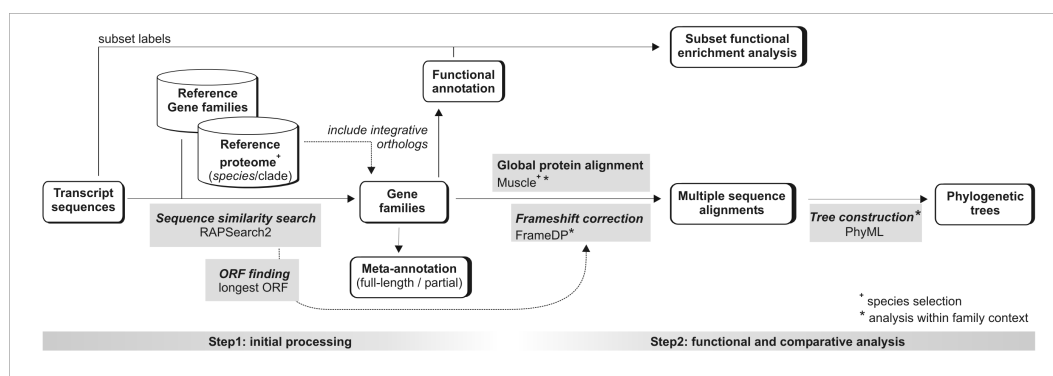 subset labels
Subset functional
enrichment analysis
Functional
annotation
Reference
Gene families
include integrative
orthologs
Reference
proteome+
(species/clade)
Global protein alignment
Muscle+ *
Transcript
sequences
Gene
families
Multiple sequence
alignments
Phylogenetic
trees
Sequence similarity search
RAPSearch2
Frameshift correction
FrameDP*
Tree construction*
PhyML
ORF finding
longest ORF
Meta-annotation
(full-length / partial)
+ species selection
* analysis within family context
Step1: initial processing
Step2: functional and comparative analysis